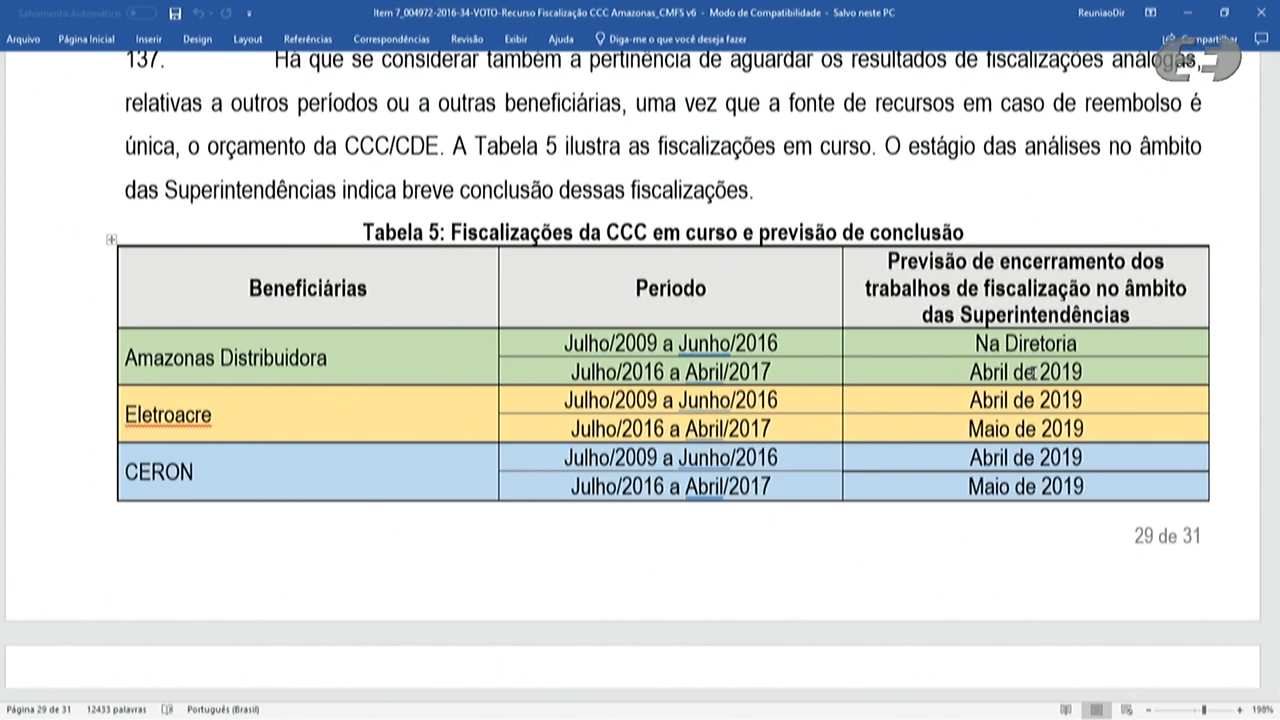 Salvamento Automático
Item 7_004972-2016-34-VOTO-Recurso Fiscalização CCC Amazonas_CMFS v6 - Modo de Compatibilidade - Salvo neste PC
ReuniaoDir
Arquivo Página Inicial Inserir Design Layout Referências Correspondências Revisão Exibir Ajuda Diga-me o que você deseja fazer Compartilhar
137. Há que se considerar também a pertinência de aguardar os resultados de fiscalizações análogas,
relativas a outros períodos ou a outras beneficiárias, uma vez que a fonte de recursos em caso de reembolso é
única, o orçamento da CCC/CDE. A Tabela 5 ilustra as fiscalizações em curso. O estágio das análises no âmbito
das Superintendências indica breve conclusão dessas fiscalizações.
Tabela 5: Fiscalizações da CCC em curso e previsão de conclusão
Beneficiárias
Período
Previsão de encerramento dos
trabalhos de fiscalização no âmbito
das Superintendências
Amazonas Distribuidora
Julho/2009 a Junho/2016 Na Diretoria
Julho/2016 a Abril/2017 Abril de 2019
Eletroacre
Julho/2009 a Junho/2016 Abril de 2019
Julho/2016 a Abril/2017 Maio de 2019
CERON
Julho/2009 a Junho/2016 Abril de 2019
Julho/2016 a Abril/2017 Maio de 2019
29 de 31
Página 29 de 31 12433 palavras Português (Brasil) 198%